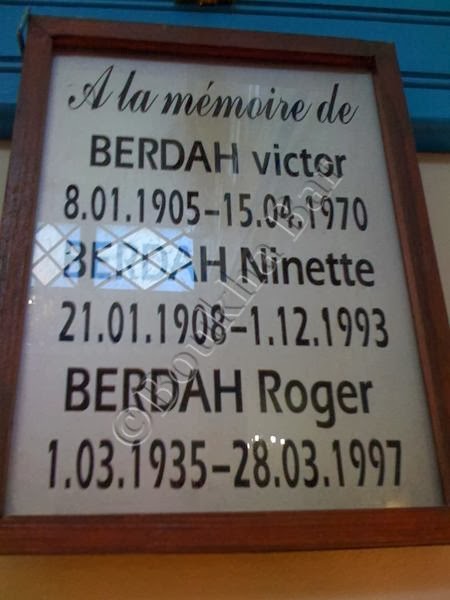 A la mémoire de
BERDAH victor
8.01.1905-15.04.1970
BERDAH Ninette
21.01.1908-1.12.1993
BERDAH Roger
1.03.1935-28.03.1997